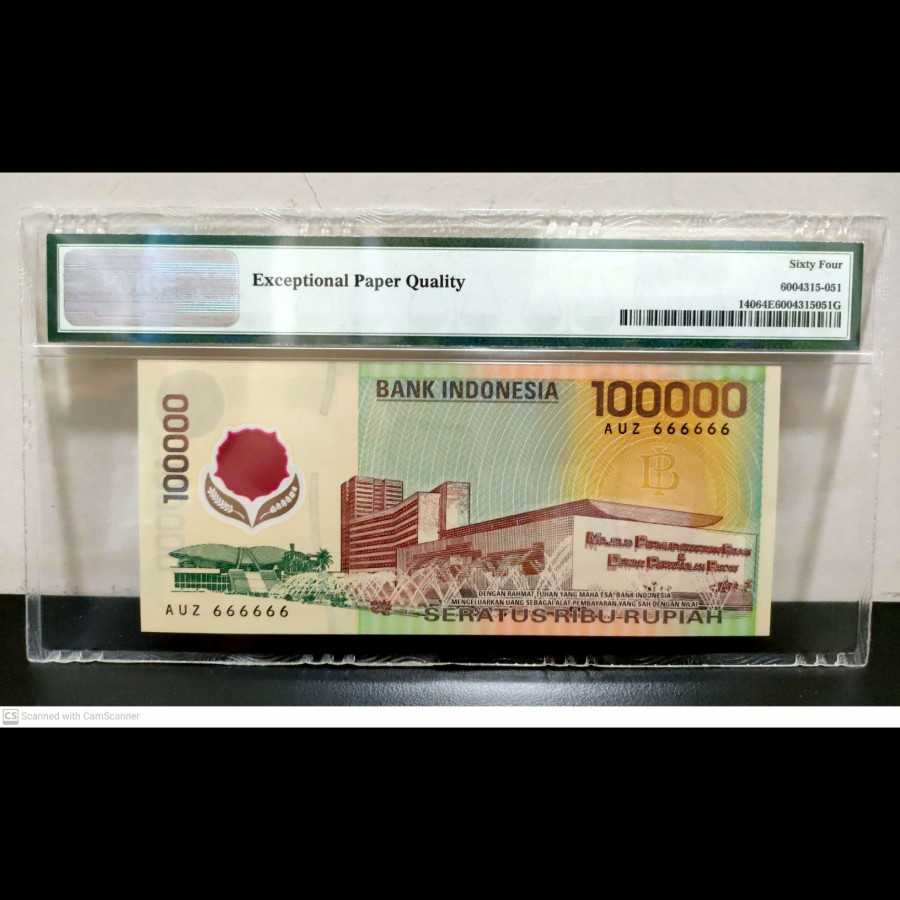 Exceptional Paper Quality
Sixty Four
6004315-051
14064E6004315051G
BANK INDONESIA
100000
AUZ 666666
100000
DENGAN RAHMAT TUHAN YANG MAHA ESA, BANK INDONESIA
MENGELUARKAN UANG SEBAGAI ALAT PEMBAYARAN YANG SAH DENGAN NILAI
AUZ 666666
SERATUS RIBU RUPIAH
CS Scanned with CamScanner